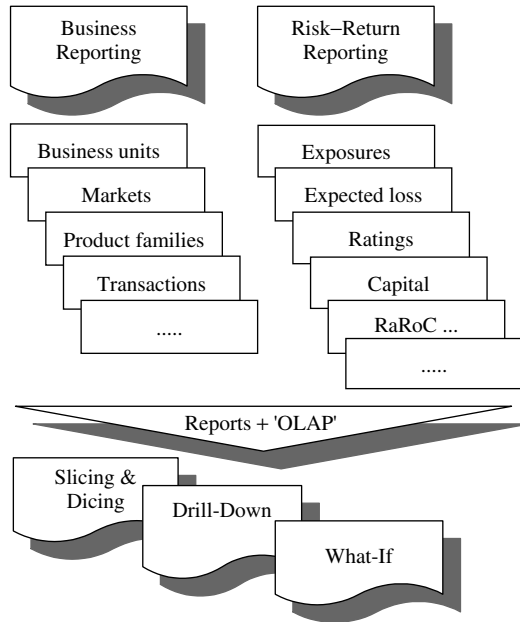 Business
Reporting
Risk–Return
Reporting
Business units
Markets
Product families
Transactions
.....
Exposures
Expected loss
Ratings
Capital
RaRoC ...
.....
Reports + 'OLAP'
Slicing &
Dicing
Drill-Down
What-If